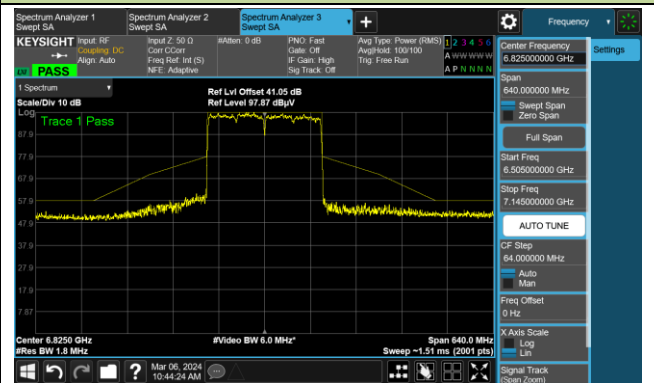 Spectrum Analyzer 1
Swept SA
Spectrum Analyzer 2
Swept SA
Spectrum Analyzer 3
Swept SA
+
Frequency
KEYSIGHT
Input: RF
Coupling: DC
Align: Auto
Input Z: 50 Ω
Corr CCorr
Freq Ref: Int (S)
NFE: Adaptive
#Atten: 0 dB
PNO: Fast
Gate: Off
IF Gain: High
Sig Track: Off
Avg Type: Power (RMS)
Avg|Hold: 100/100
Trig: Free Run
1 2 3 4 5 6
A W W W W W
A P N N N N
PASS
1 Spectrum
Scale/Div 10 dB
Ref Lvl Offset 41.05 dB
Ref Level 97.87 dBµV
Log
Trace 1 Pass
87.9
77.9
67.9
57.9
47.9
37.9
27.9
17.9
7.87
Center 6.8250 GHz
#Res BW 1.8 MHz
#Video BW 6.0 MHz*
Span 640.0 MHz
Sweep ~1.51 ms (2001 pts)
Center Frequency
6.825000000 GHz
Settings
Span
640.000000 MHz
Swept Span
Zero Span
Full Span
Start Freq
6.505000000 GHz
Stop Freq
7.145000000 GHz
AUTO TUNE
CF Step
64.000000 MHz
Auto
Man
Freq Offset
0 Hz
X Axis Scale
Log
Lin
Signal Track
(Span Zoom)
?
Mar 06, 2024
10:44:24 AM